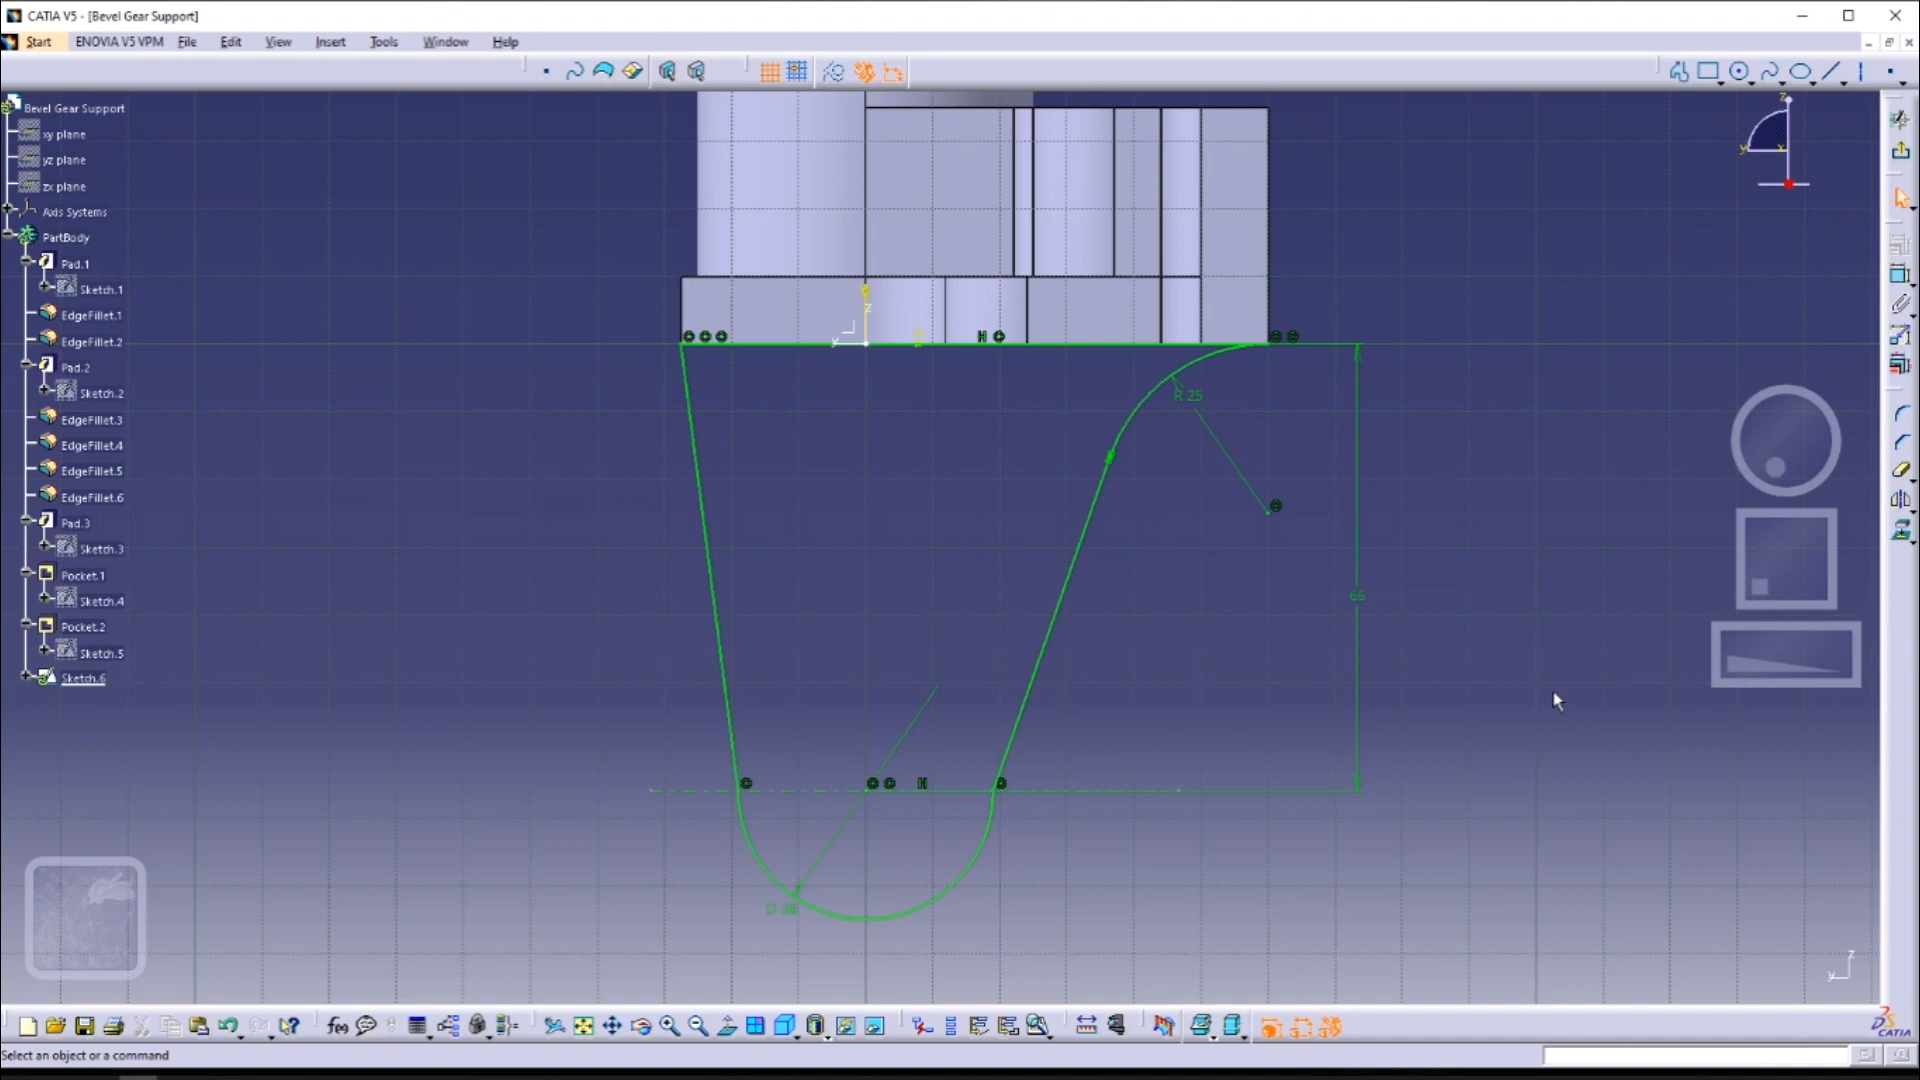 CATIA V5 - [Bevel Gear Support]
Start ENOVIA V5 VPM File Edit View Insert Tools Window Help
Bevel Gear Support
xy plane
yz plane
zx plane
Axis Systems
PartBody
Pad.1
Sketch.1
EdgeFillet.1
EdgeFillet.2
Pad.2
Sketch.2
EdgeFillet.3
EdgeFillet.4
EdgeFillet.5
EdgeFillet.6
Pad.3
Sketch.3
Pocket.1
Sketch.4
Pocket.2
Sketch.5
Sketch.6
z
y
x
z
y
H
R 25
66
H
z
y
CATIA
Select an object or a command